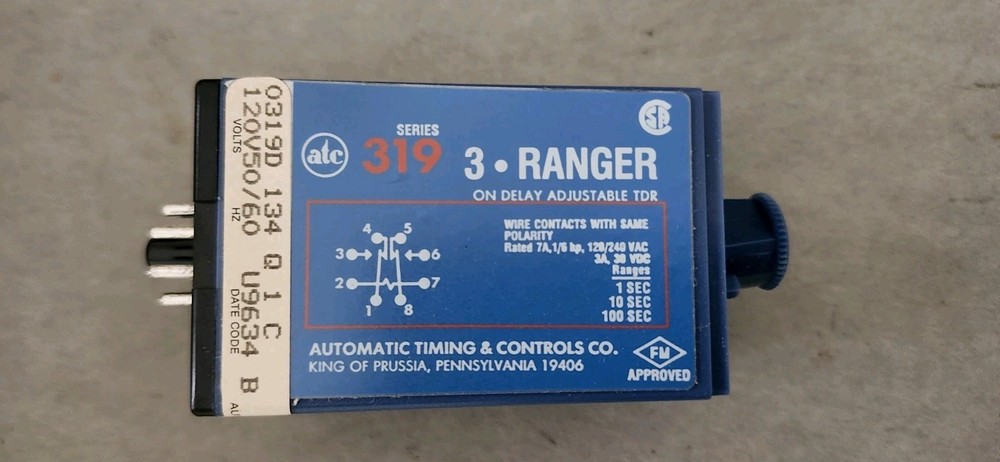 0319D 134 Q 1 C
120V50/60 U9634 B
VOLTS HZ DATE CODE
atc
SERIES
319
3 • RANGER
ON DELAY ADJUSTABLE TDR
WIRE CONTACTS WITH SAME
POLARITY
Rated 7A,1/6 hp, 120/240 VAC
3A, 30 VDC
Ranges
1 SEC
10 SEC
100 SEC
4 5
3 6
2 7
1 8
AUTOMATIC TIMING & CONTROLS CO.
KING OF PRUSSIA, PENNSYLVANIA 19406
FM
APPROVED